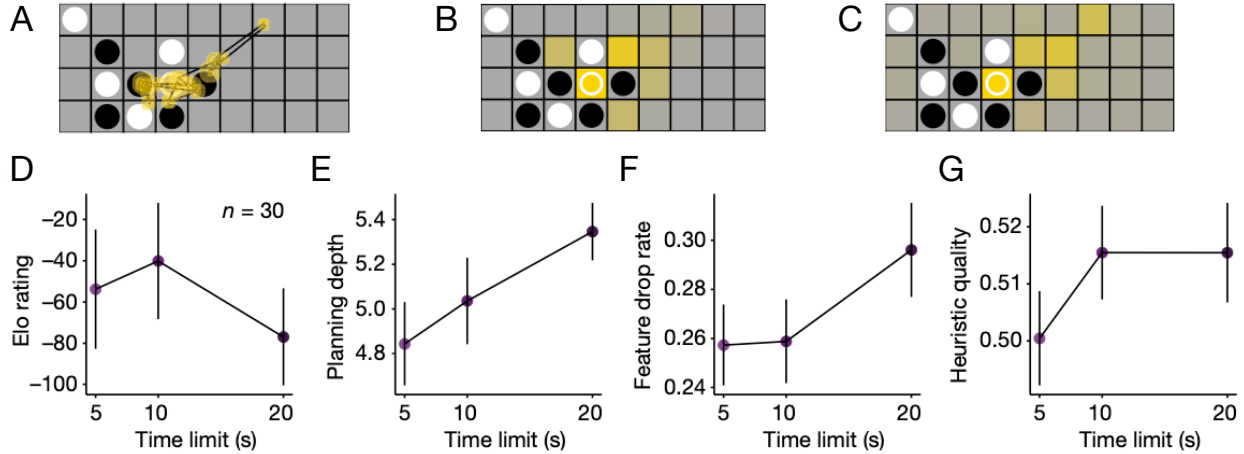 A
B
C
D
n = 30
Elo rating
−20
−40
−60
−80
−100
5
10
20
Time limit (s)
E
Planning depth
5.4
5.2
5.0
4.8
5
10
20
Time limit (s)
F
Feature drop rate
0.30
0.28
0.26
0.24
5
10
20
Time limit (s)
G
Heuristic quality
0.52
0.51
0.50
5
10
20
Time limit (s)